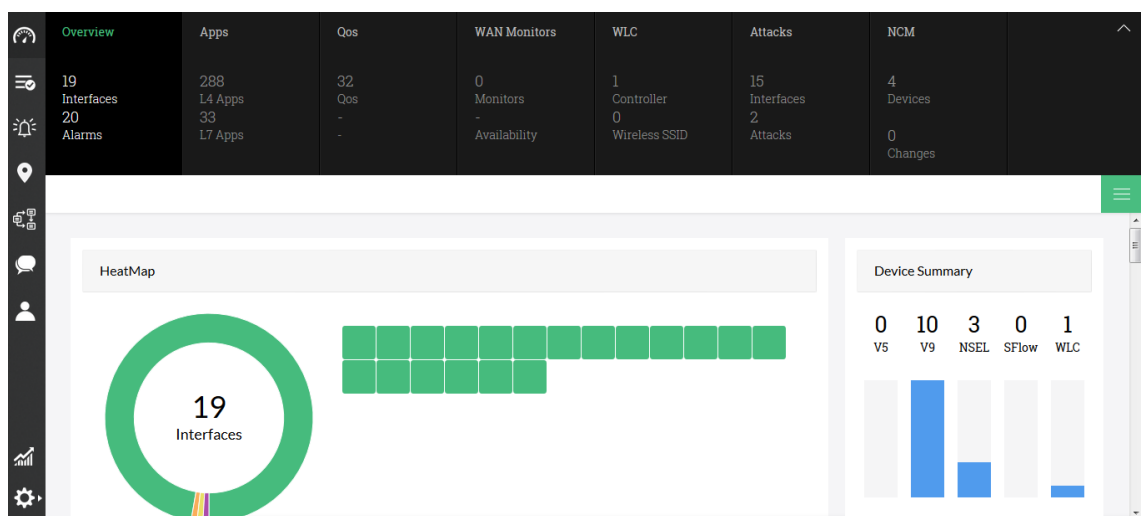 Overview
19
Interfaces
20
Alarms
Apps
288
L4 Apps
33
L7 Apps
Qos
32
Qos
-
-
WAN Monitors
0
Monitors
-
Availability
WLC
1
Controller
0
Wireless SSID
Attacks
15
Interfaces
2
Attacks
NCM
4
Devices
0
Changes
HeatMap
19
Interfaces
Device Summary
0 10 3 0 1
V5 V9 NSEL SFlow WLC